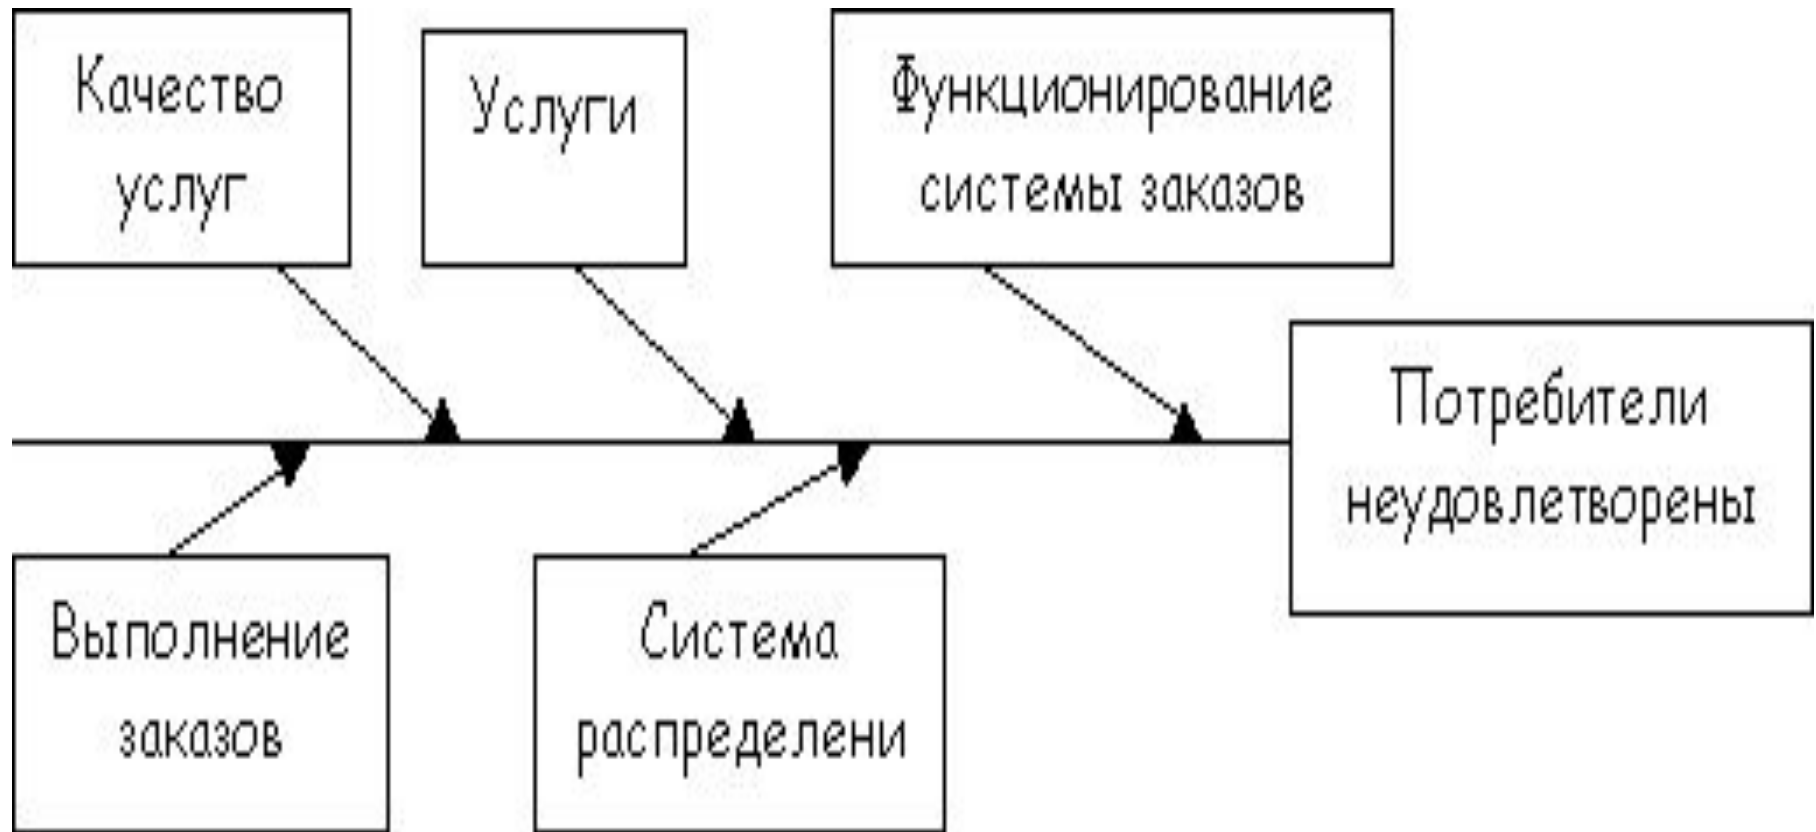 Качество
услуг
Услуги
Функционирование
системы заказов
Потребители
неудовлетворены
Выполнение
заказов
Система
распределени